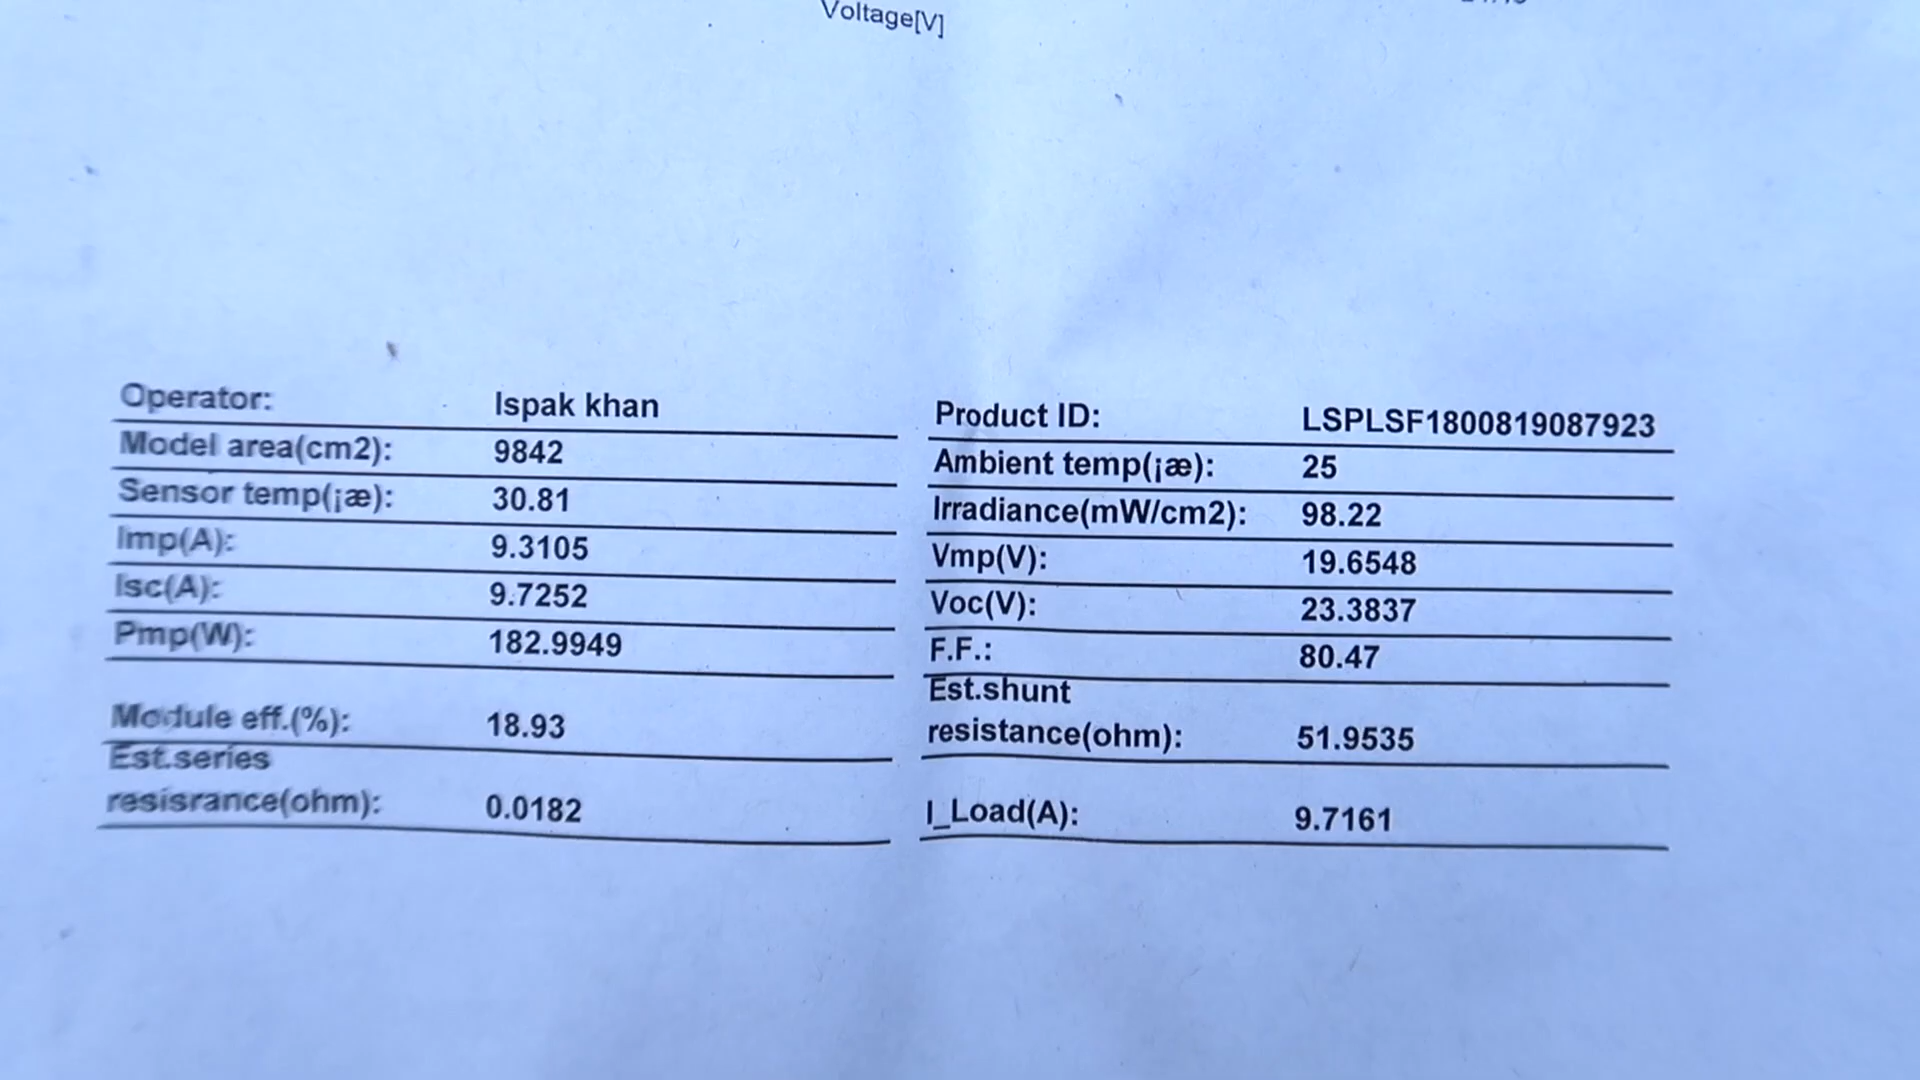 Voltage[V]
Operator: Ispak khan
Model area(cm2): 9842
Sensor temp(¡æ): 30.81
Imp(A): 9.3105
Isc(A): 9.7252
Pmp(W): 182.9949
Module eff.(%): 18.93
Est.series
resisrance(ohm): 0.0182
Product ID: LSPLSF1800819087923
Ambient temp(¡æ): 25
Irradiance(mW/cm2): 98.22
Vmp(V): 19.6548
Voc(V): 23.3837
F.F.: 80.47
Est.shunt
resistance(ohm): 51.9535
I_Load(A): 9.7161